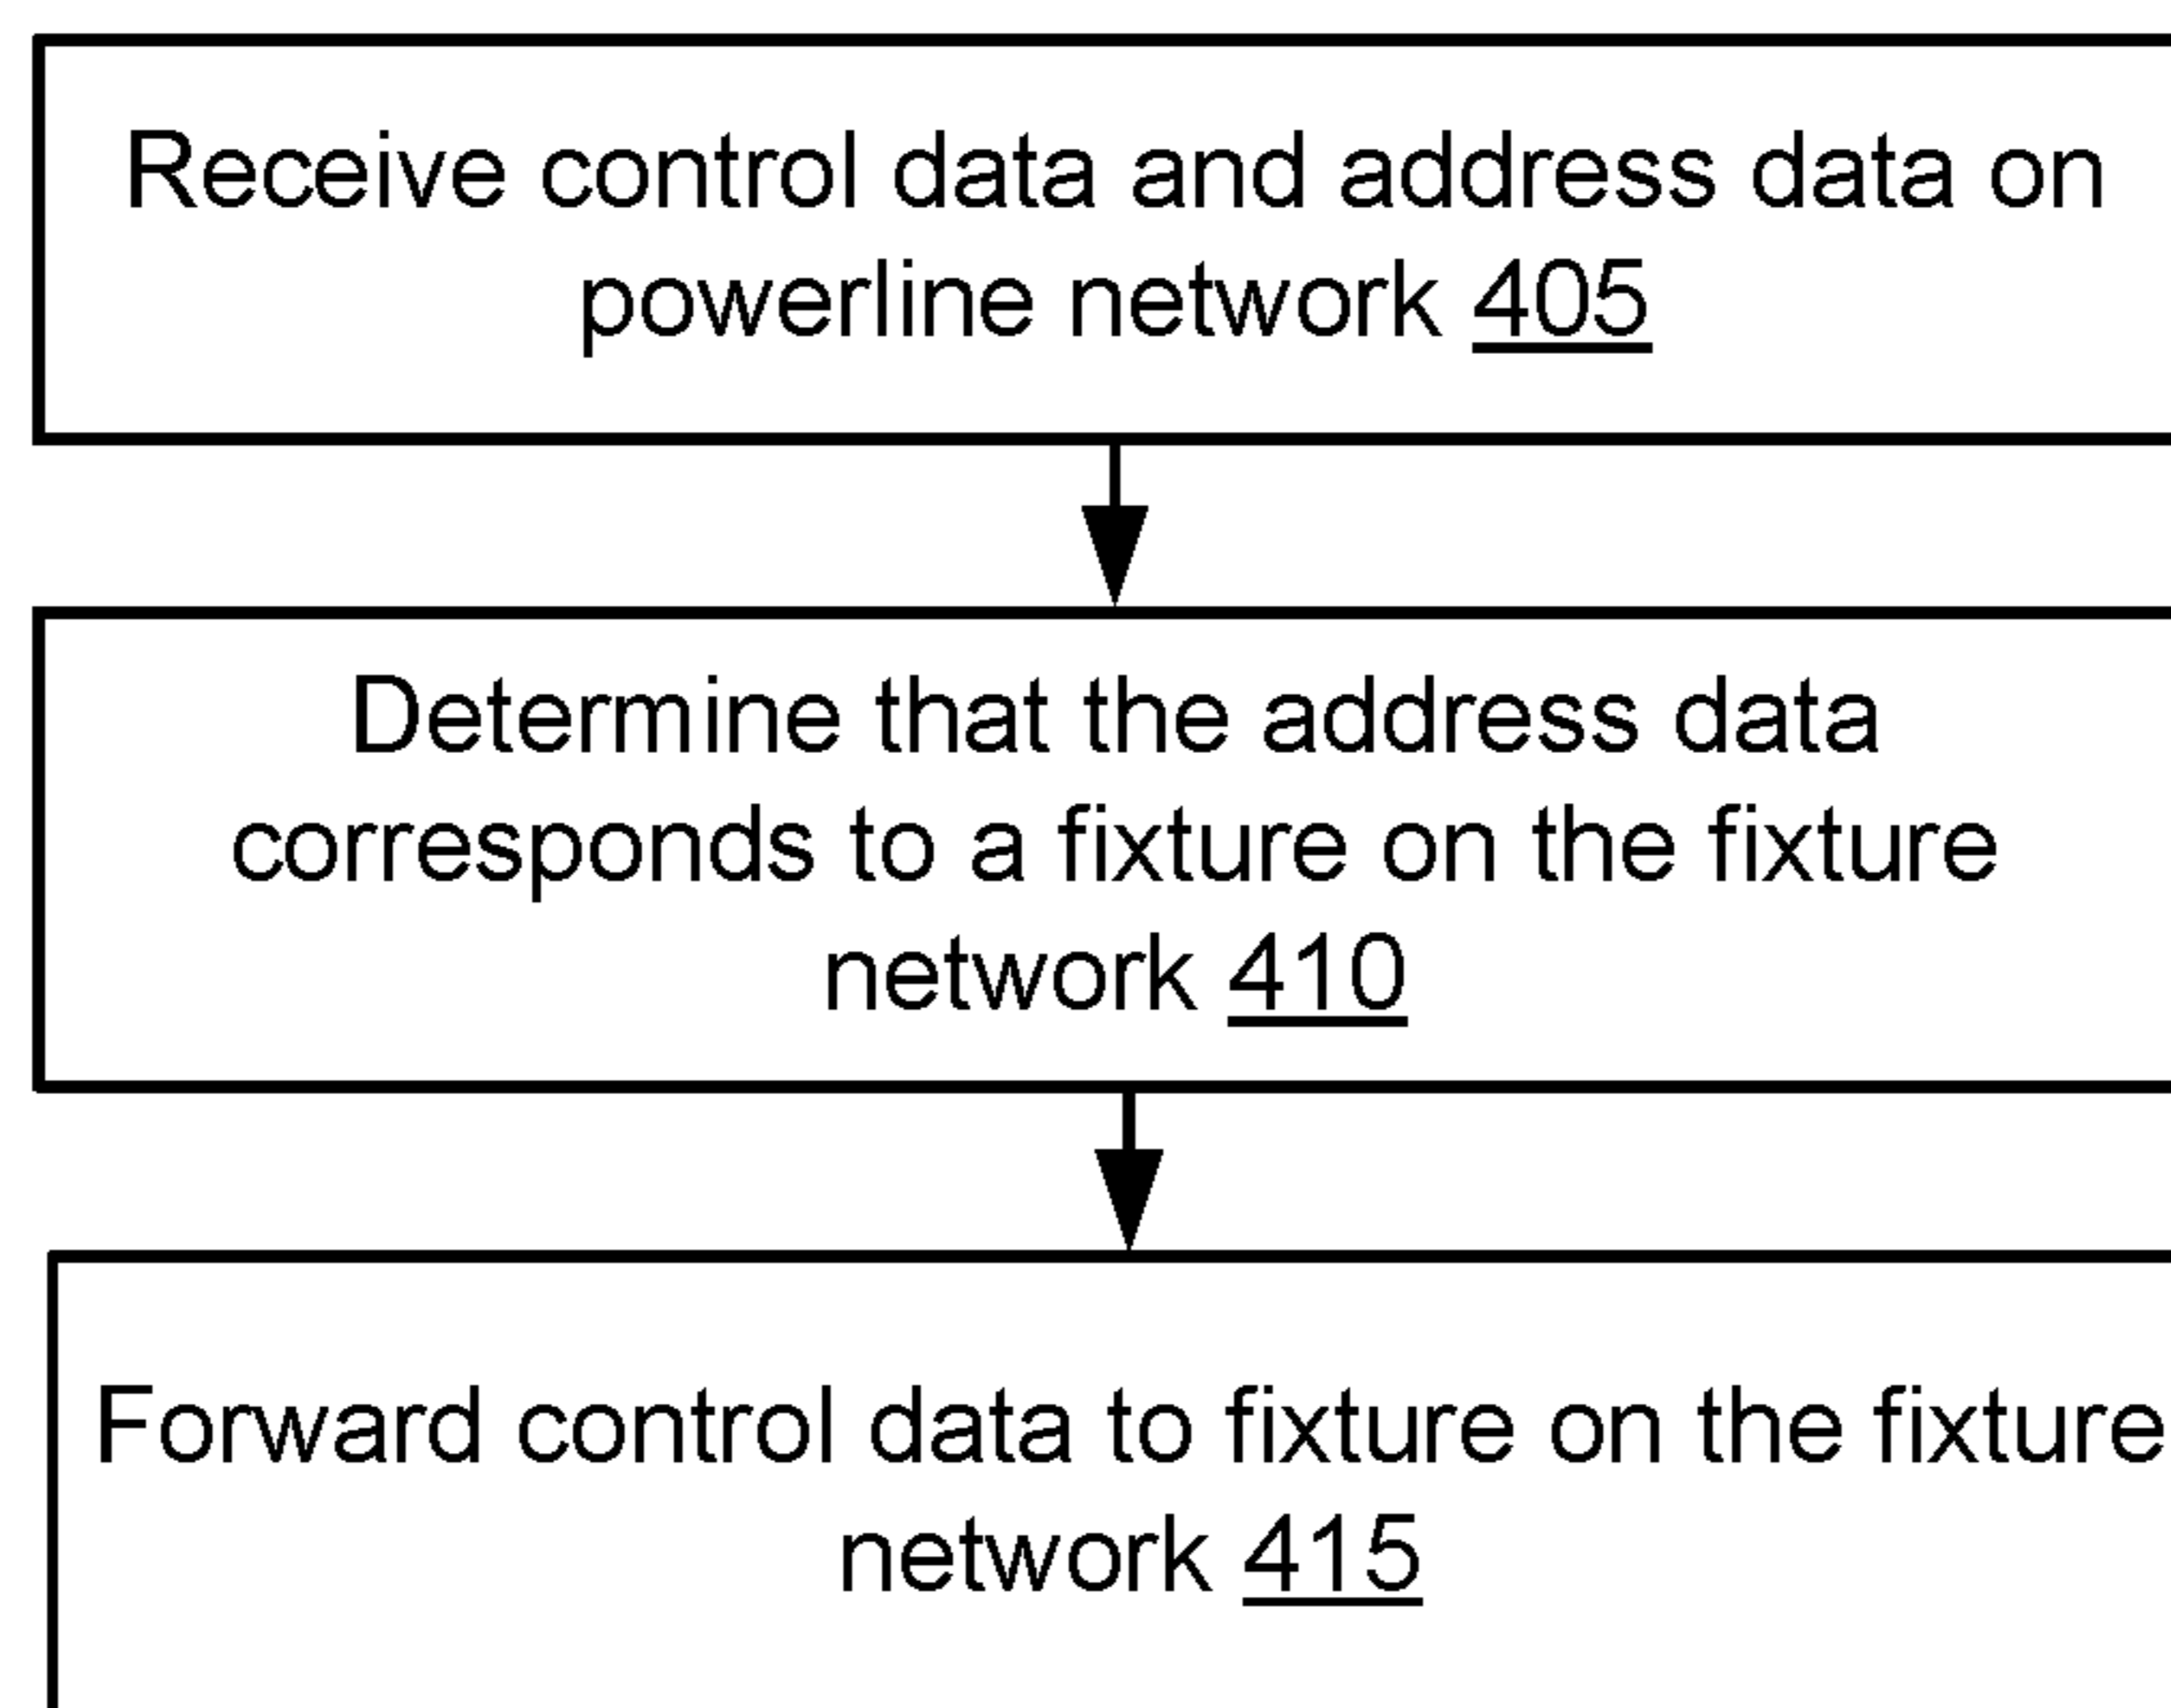 Receive control data and address data on
powerline network 405
Determine that the address data
corresponds to a fixture on the fixture
network 410
Forward control data to fixture on the fixture
network 415